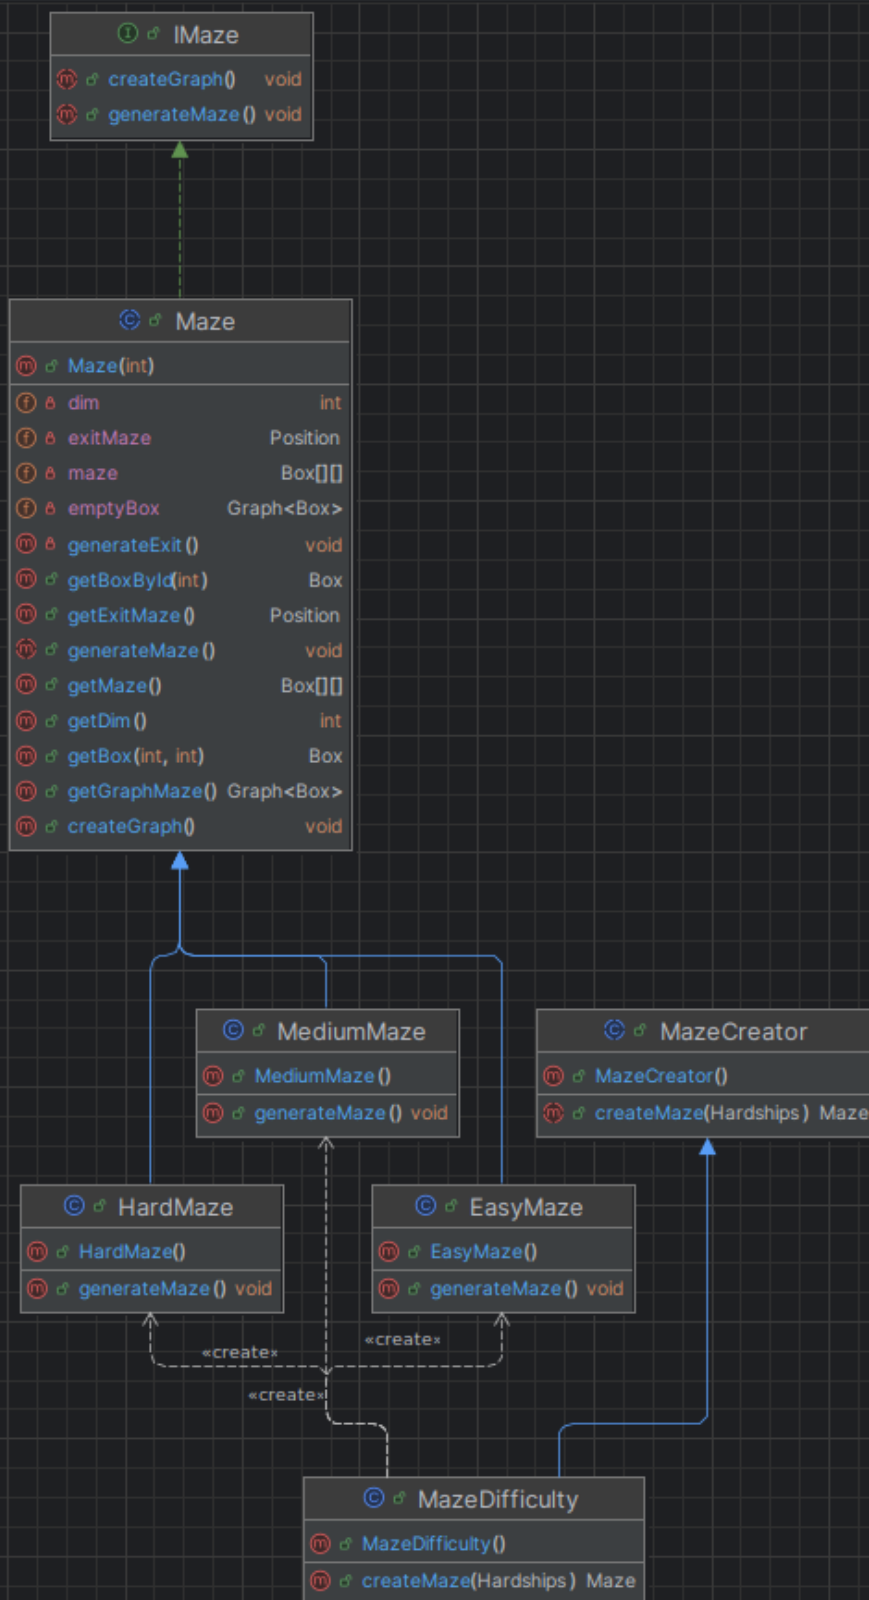 IMaze
createGraph() void
generateMaze() void
Maze
Maze(int)
dim int
exitMaze Position
maze Box[][]
emptyBox Graph<Box>
generateExit() void
getBoxById(int) Box
getExitMaze() Position
generateMaze() void
getMaze() Box[][]
getDim() int
getBox(int, int) Box
getGraphMaze() Graph<Box>
createGraph() void
MediumMaze
MediumMaze()
generateMaze() void
MazeCreator
MazeCreator()
createMaze(Hardships) Maze
HardMaze
HardMaze()
generateMaze() void
EasyMaze
EasyMaze()
generateMaze() void
«create»
«create»
«create»
MazeDifficulty
MazeDifficulty()
createMaze(Hardships) Maze